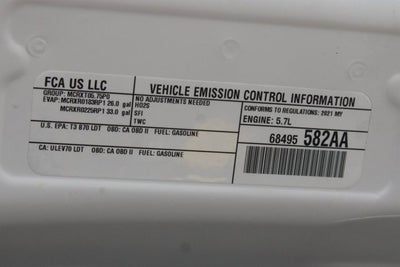 FCA US LLC
VEHICLE EMISSION CONTROL INFORMATION
GROUP: MCRXT05.75P0
EVAP: MCRXR0183RP1 26.0 gal
MCRXR0225RP1 33.0 gal
NO ADJUSTMENTS NEEDED
HO2S
SFI
TWC
CONFORMS TO REGULATIONS: 2021 MY
ENGINE: 5.7L
68495 582AA
U.S. EPA: T3 B70 LDT OBD: CA OBD II FUEL: GASOLINE
CA: ULEV70 LDT OBD: CA OBD II FUEL: GASOLINE